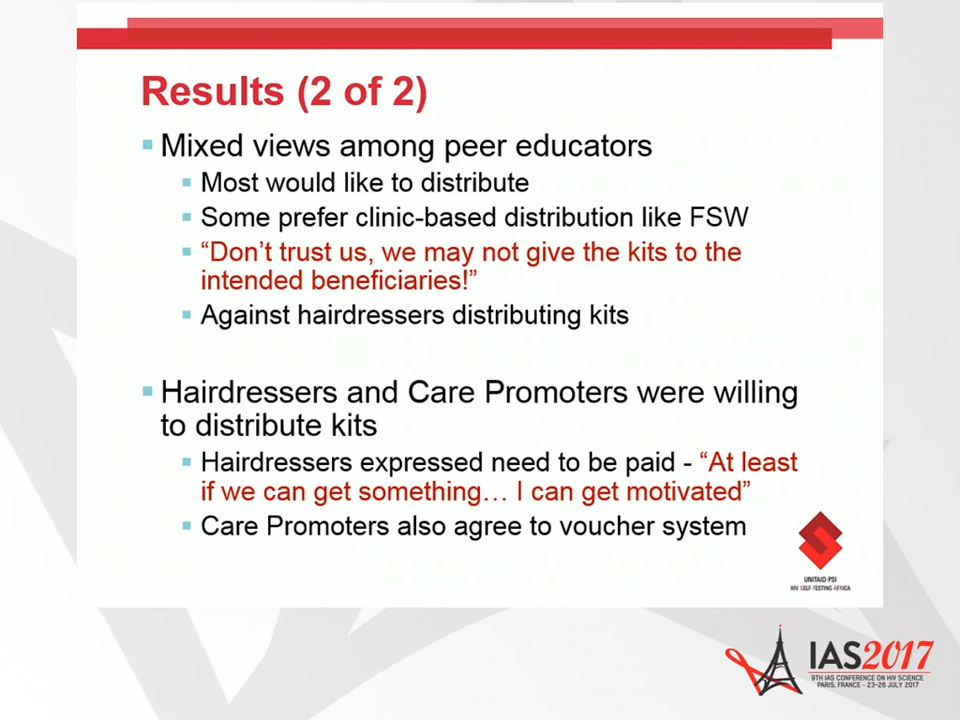 Results (2 of 2)
Mixed views among peer educators
Most would like to distribute
Some prefer clinic-based distribution like FSW
“Don’t trust us, we may not give the kits to the
intended beneficiaries!”
Against hairdressers distributing kits
Hairdressers and Care Promoters were willing
to distribute kits
Hairdressers expressed need to be paid - “At least
if we can get something… I can get motivated”
Care Promoters also agree to voucher system
UNITAID PSI
HIV SELF-TESTING AFRICA
IAS2017
9TH IAS CONFERENCE ON HIV SCIENCE
PARIS, FRANCE - 23-26 JULY 2017